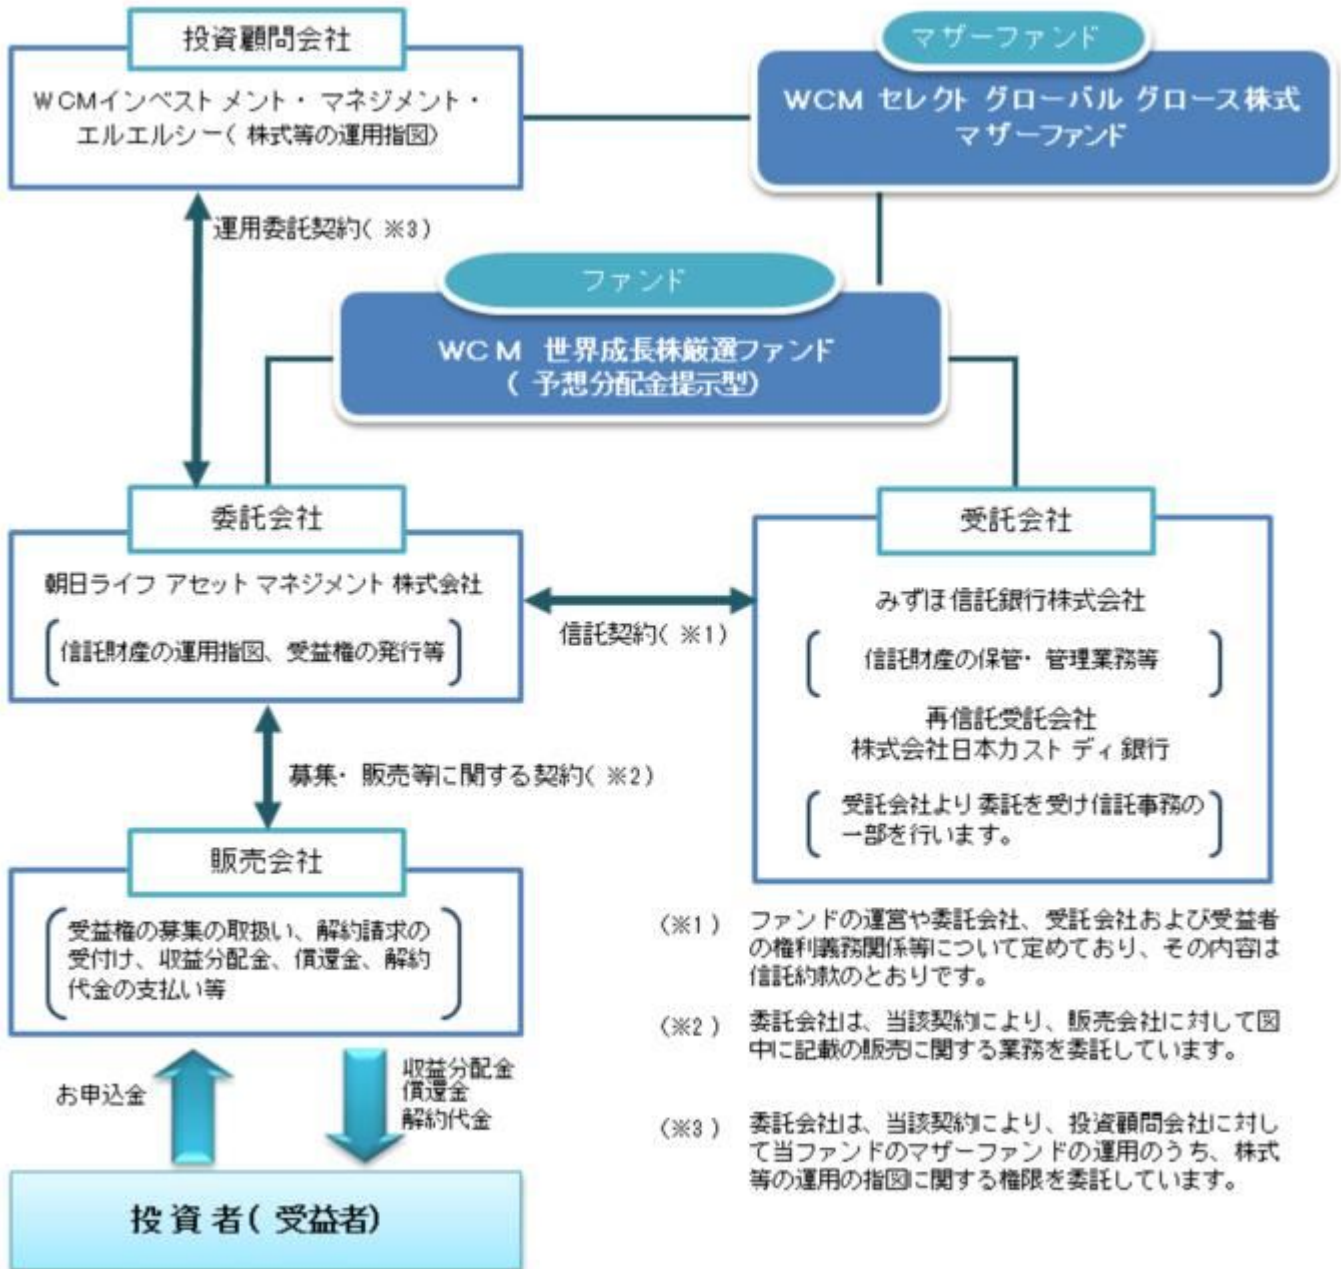 投資顧問会社
WCMインベストメント・マネジメント・
エルエルシー(株式等の運用指図)
マザーファンド
WCM セレクト グローバル グロース株式
マザーファンド
運用委託契約(※3)
ファンド
WCM 世界成長株厳選ファンド
(予想分配金提示型)
委託会社
朝日ライフ アセット マネジメント 株式会社
信託財産の運用指図、受益権の発行等
信託契約(※1)
受託会社
みずほ信託銀行株式会社
信託財産の保管・管理業務等
再信託受託会社
株式会社日本カストディ銀行
受託会社より委託を受け信託事務の
一部を行います。
募集・販売等に関する契約(※2)
販売会社
受益権の募集の取扱い、解約請求の
受付け、収益分配金、償還金、解約
代金の支払い等
お申込金
収益分配金
償還金
解約代金
投資者(受益者)
(※1) ファンドの運営や委託会社、受託会社および受益者
の権利義務関係等について定めており、その内容は
信託約款のとおりです。
(※2) 委託会社は、当該契約により、販売会社に対して図
中に記載の販売に関する業務を委託しています。
(※3) 委託会社は、当該契約により、投資顧問会社に対し
て当ファンドのマザーファンドの運用のうち、株式
等の運用の指図に関する権限を委託しています。